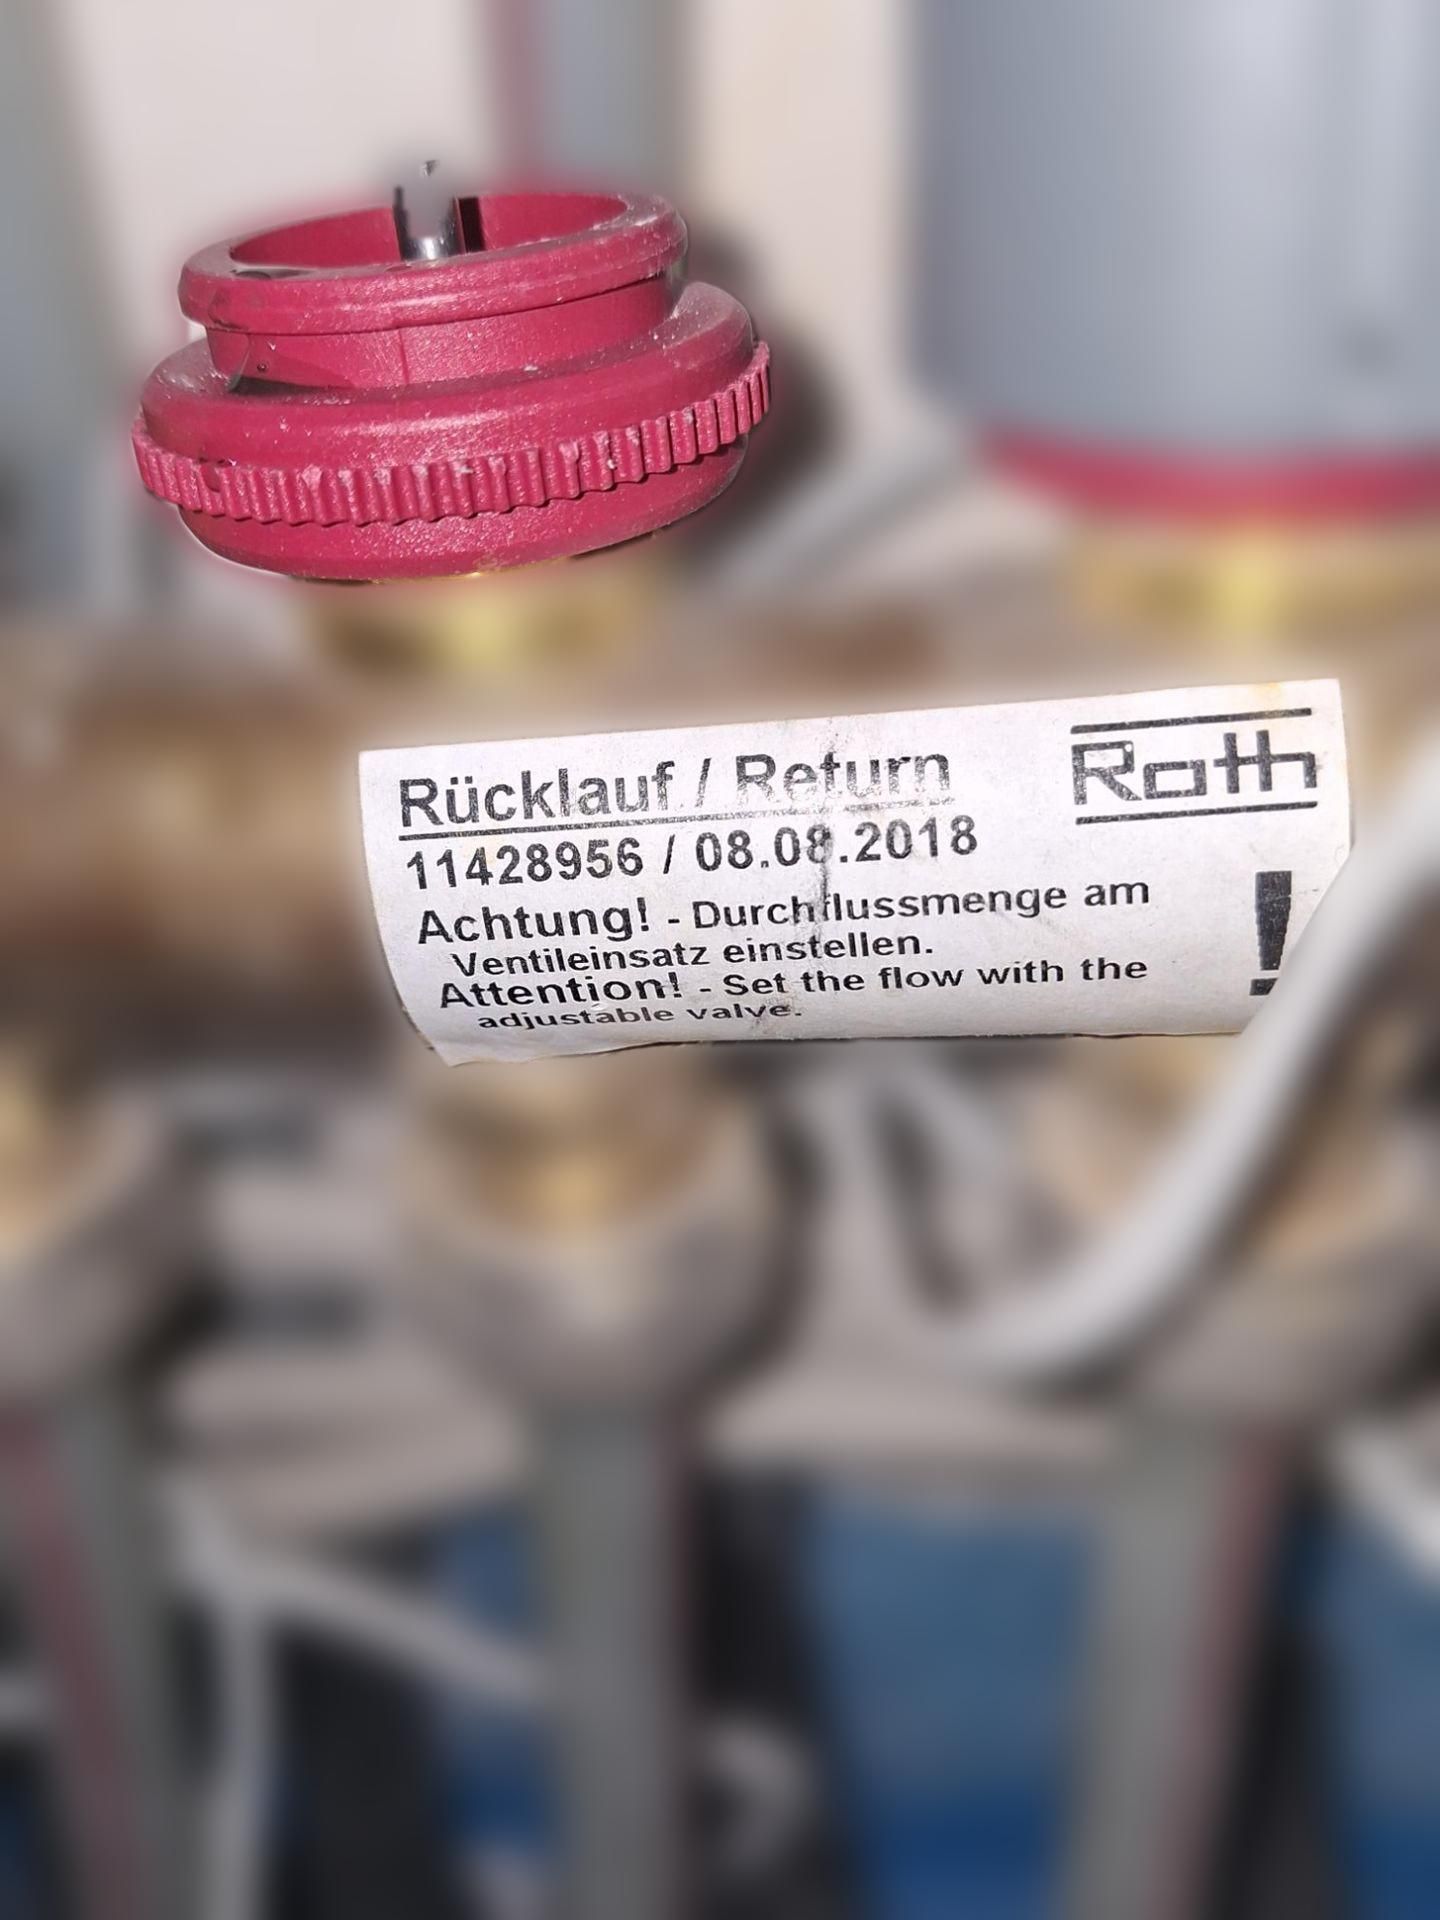 Rücklauf / Return
Roth
11428956 / 08.08.2018
Achtung! - Durchflussmenge am
Ventileinsatz einstellen.
Attention! - Set the flow with the
adjustable valve.
!